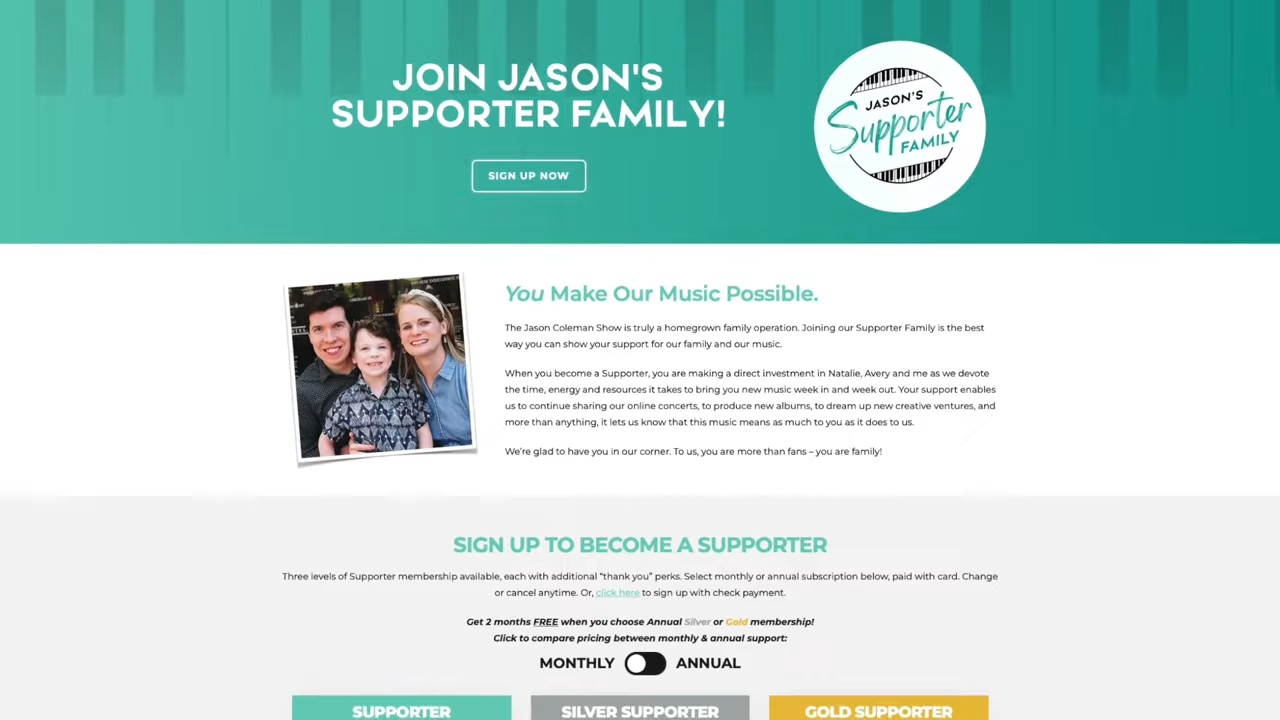 JOIN JASON'S
SUPPORTER FAMILY!
SIGN UP NOW
JASON'S
Supporter
FAMILY
You Make Our Music Possible.
The Jason Coleman Show is truly a homegrown family operation. Joining our Supporter Family is the best
way you can show your support for our family and our music.
When you become a Supporter, you are making a direct investment in Natalie, Avery and me as we devote
the time, energy and resources it takes to bring you new music week in and week out. Your support enables
us to continue sharing our online concerts, to produce new albums, to dream up new creative ventures, and
more than anything, it lets us know that this music means as much to you as it does to us.
We're glad to have you in our corner. To us, you are more than fans – you are family!
SIGN UP TO BECOME A SUPPORTER
Three levels of Supporter membership available, each with additional “thank you” perks. Select monthly or annual subscription below, paid with card. Change
or cancel anytime. Or, click here to sign up with check payment.
Get 2 months FREE when you choose Annual Silver or Gold membership!
Click to compare pricing between monthly & annual support:
MONTHLY ANNUAL
SUPPORTER SILVER SUPPORTER GOLD SUPPORTER